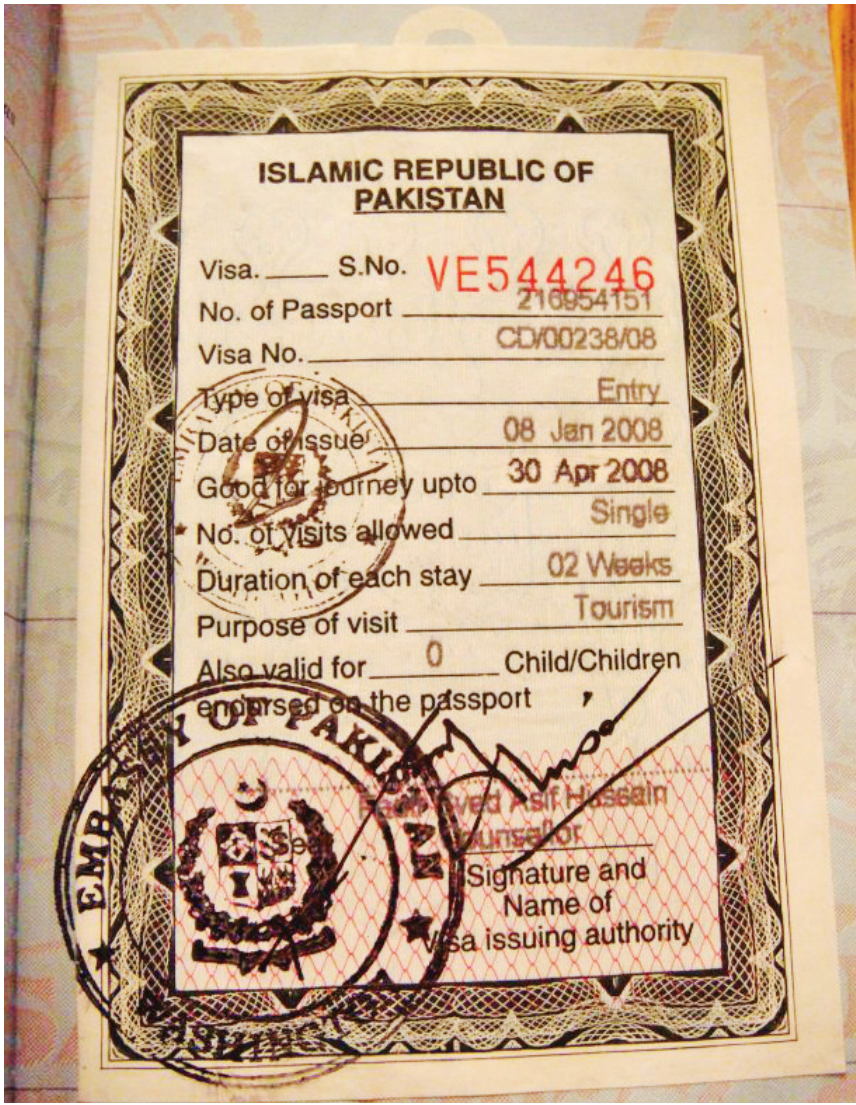 ISLAMIC REPUBLIC OF
PAKISTAN
Visa. ____ S.No. VE544246
No. of Passport 216954151
Visa No. CD/00238/08
Type of visa Entry
Date of issue 08 Jan 2008
Good for journey upto 30 Apr 2008
No. of visits allowed Single
Duration of each stay 02 Weeks
Purpose of visit Tourism
Also valid for 0 Child/Children
endorsed on the passport
Syed Asif Hussain
Counsellor
Signature and
Name of
Visa issuing authority
EMBASSY OF PAKISTAN
WASHINGTON